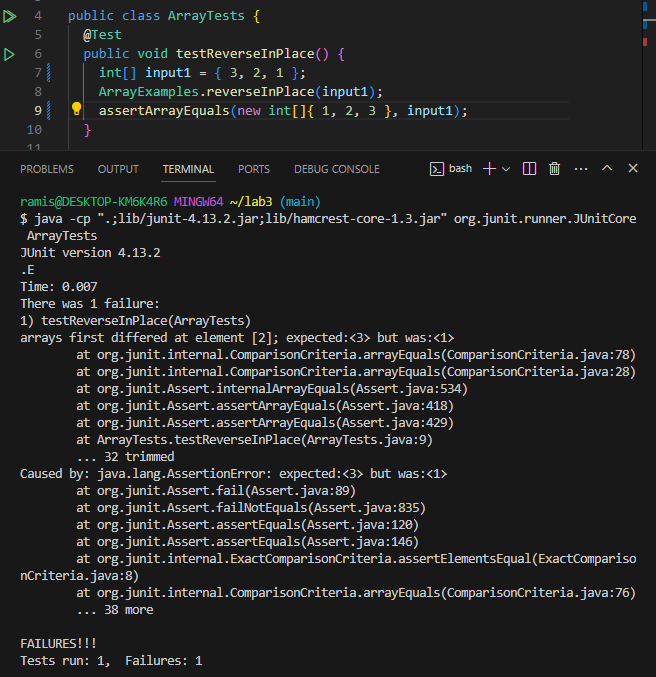 4 public class ArrayTests {
5 @Test
6 public void testReverseInPlace() {
7 int[] input1 = { 3, 2, 1 };
8 ArrayExamples.reverseInPlace(input1);
9 assertArrayEquals(new int[]{ 1, 2, 3 }, input1);
10 }
11
PROBLEMS OUTPUT TERMINAL PORTS DEBUG CONSOLE bash
ramis@DESKTOP-KM6K4R6 MINGW64 ~/lab3 (main)
$ java -cp ".;lib/junit-4.13.2.jar;lib/hamcrest-core-1.3.jar" org.junit.runner.JUnitCore
ArrayTests
JUnit version 4.13.2
.E
Time: 0.007
There was 1 failure:
1) testReverseInPlace(ArrayTests)
arrays first differed at element [2]; expected:<3> but was:<1>
at org.junit.internal.ComparisonCriteria.arrayEquals(ComparisonCriteria.java:78)
at org.junit.internal.ComparisonCriteria.arrayEquals(ComparisonCriteria.java:28)
at org.junit.Assert.internalArrayEquals(Assert.java:534)
at org.junit.Assert.assertArrayEquals(Assert.java:418)
at org.junit.Assert.assertArrayEquals(Assert.java:429)
at ArrayTests.testReverseInPlace(ArrayTests.java:9)
... 32 trimmed
Caused by: java.lang.AssertionError: expected:<3> but was:<1>
at org.junit.Assert.fail(Assert.java:89)
at org.junit.Assert.failNotEquals(Assert.java:835)
at org.junit.Assert.assertEquals(Assert.java:120)
at org.junit.Assert.assertEquals(Assert.java:146)
at org.junit.internal.ExactComparisonCriteria.assertElementsEqual(ExactCompariso
nCriteria.java:8)
at org.junit.internal.ComparisonCriteria.arrayEquals(ComparisonCriteria.java:76)
... 38 more
FAILURES!!!
Tests run: 1, Failures: 1